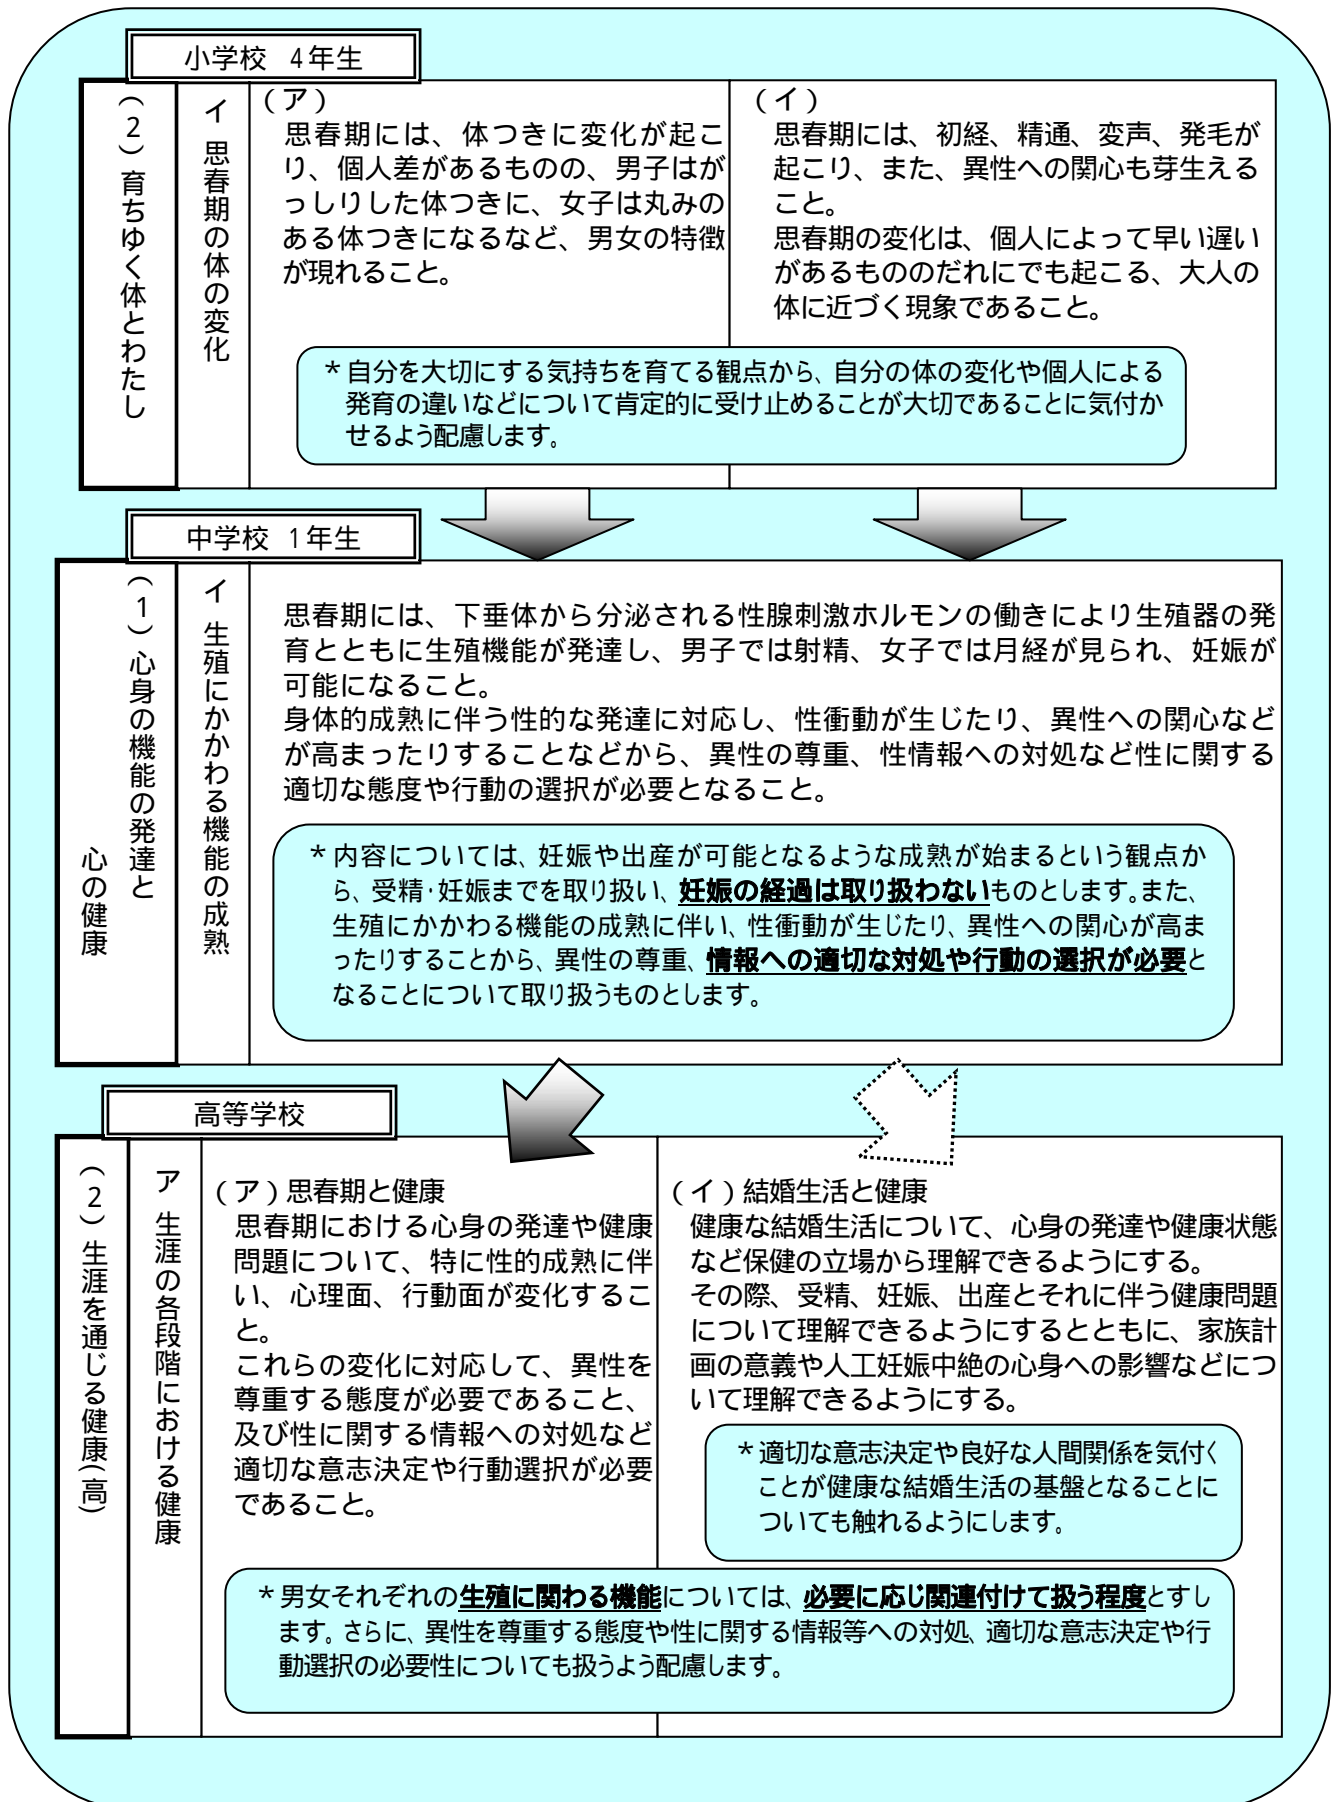 小学校 4年生
(2)育ちゆく体とわたし
イ 思春期の体の変化
(ア)
思春期には、体つきに変化が起こ
り、個人差があるものの、男子はが
っしりした体つきに、女子は丸みの
ある体つきになるなど、男女の特徴
が現れること。
(イ)
思春期には、初経、精通、変声、発毛が
起こり、また、異性への関心も芽生える
こと。
思春期の変化は、個人によって早い遅い
があるもののだれにでも起こる、大人の
体に近づく現象であること。
*自分を大切にする気持ちを育てる観点から、自分の体の変化や個人による
発育の違いなどについて肯定的に受け止めることが大切であることに気付か
せるよう配慮します。
中学校 1年生
(1)心身の機能の発達と
心の健康
イ 生殖にかかわる機能の成熟
思春期には、下垂体から分泌される性腺刺激ホルモンの働きにより生殖器の発
育とともに生殖機能が発達し、男子では射精、女子では月経が見られ、妊娠が
可能になること。
身体的成熟に伴う性的な発達に対応し、性衝動が生じたり、異性への関心など
が高まったりすることなどから、異性の尊重、性情報への対処など性に関する
適切な態度や行動の選択が必要となること。
*内容については、妊娠や出産が可能となるような成熟が始まるという観点か
ら、受精・妊娠までを取り扱い、妊娠の経過は取り扱わないものとします。また、
生殖にかかわる機能の成熟に伴い、性衝動が生じたり、異性への関心が高ま
ったりすることから、異性の尊重、情報への適切な対処や行動の選択が必要と
なることについて取り扱うものとします。
高等学校
(2)生涯を通じる健康(高)
ア 生涯の各段階における健康
(ア)思春期と健康
思春期における心身の発達や健康
問題について、特に性的成熟に伴
い、心理面、行動面が変化するこ
と。
これらの変化に対応して、異性を
尊重する態度が必要であること、
及び性に関する情報への対処など
適切な意志決定や行動選択が必要
であること。
(イ)結婚生活と健康
健康な結婚生活について、心身の発達や健康状態
など保健の立場から理解できるようにする。
その際、受精、妊娠、出産とそれに伴う健康問題
について理解できるようにするとともに、家族計
画の意義や人工妊娠中絶の心身への影響などにつ
いて理解できるようにする。
*適切な意志決定や良好な人間関係を気付く
ことが健康な結婚生活の基盤となることに
ついても触れるようにします。
*男女それぞれの生殖に関わる機能については、必要に応じ関連付けて扱う程度とすし
ます。さらに、異性を尊重する態度や性に関する情報等への対処、適切な意志決定や行
動選択の必要性についても扱うよう配慮します。